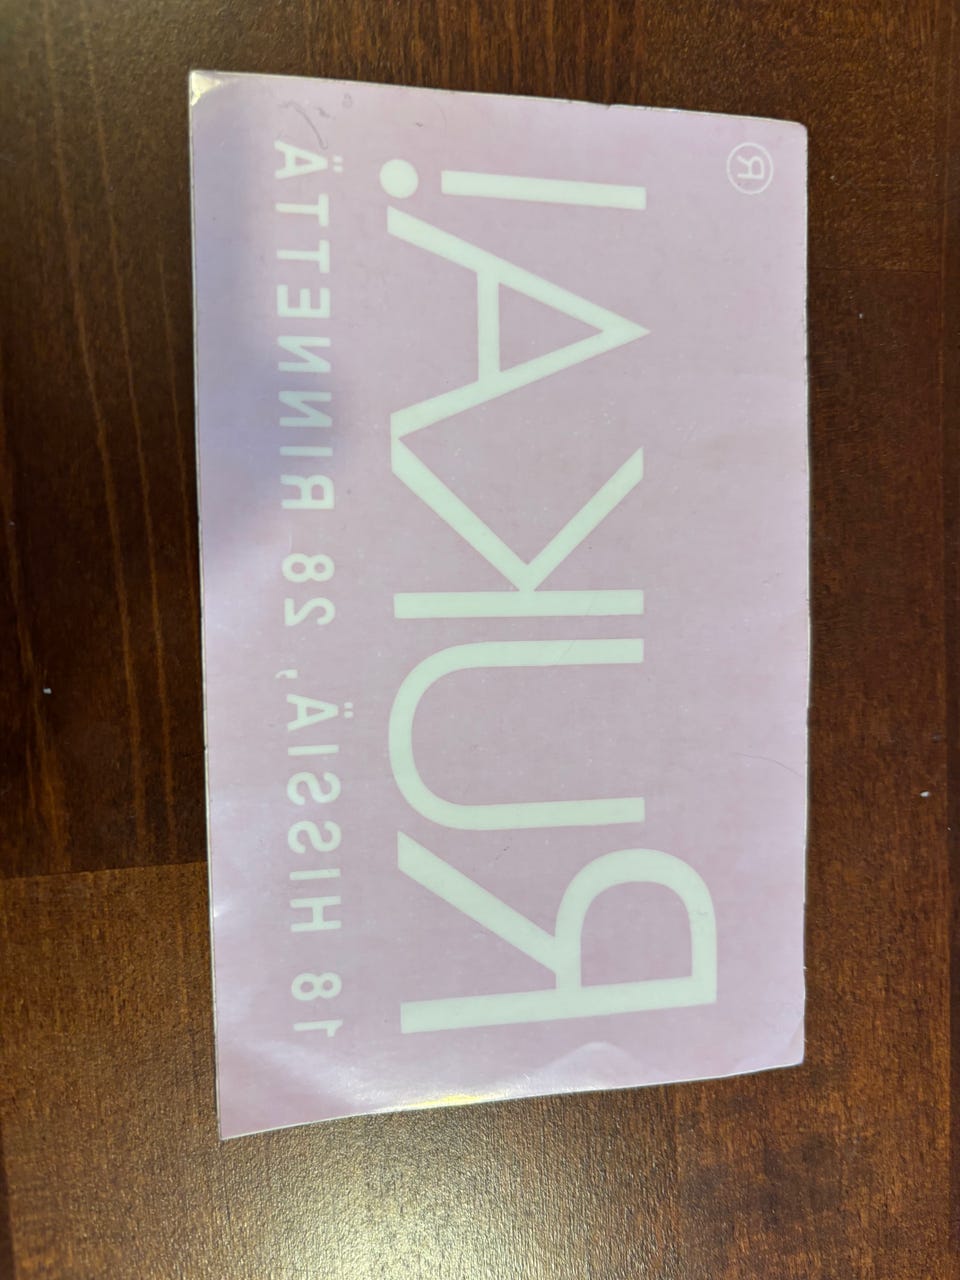 RUKA!®
18 HISSIÄ, 28 RINNETTÄ